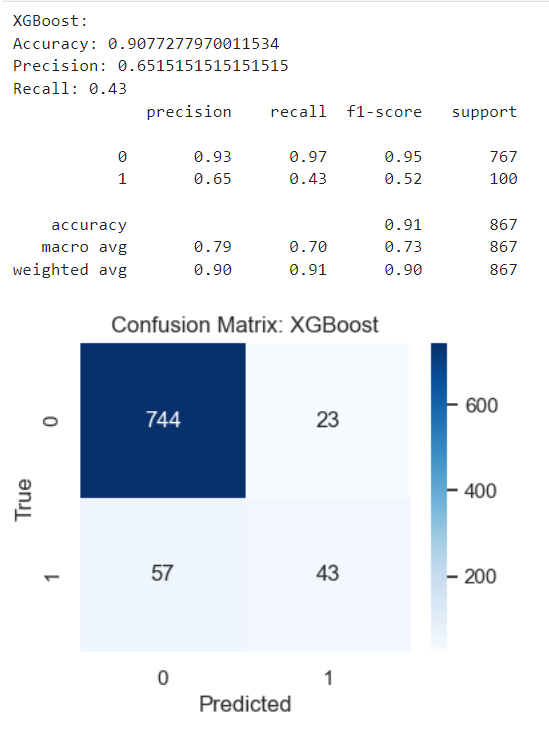 XGBoost:
Accuracy: 0.9077277970011534
Precision: 0.6515151515151515
Recall: 0.43
precision recall f1-score support
0 0.93 0.97 0.95 767
1 0.65 0.43 0.52 100
accuracy 0.91 867
macro avg 0.79 0.70 0.73 867
weighted avg 0.90 0.91 0.90 867
Confusion Matrix: XGBoost
True
0
744 23
1
57 43
0 1
Predicted
600
400
200